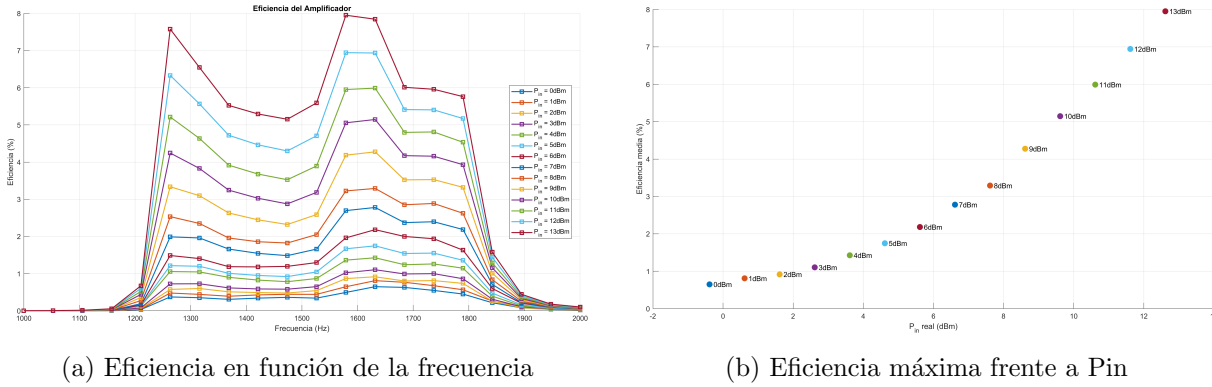 Eficiencia del Amplificador
8
7
6
5
4
3
2
1
0
Eficiencia (%)
1000
1100
1200
1300
1400
1500
1600
1700
1800
1900
2000
Frecuencia (Hz)
P_in = 0dBm
P_in = 1dBm
P_in = 2dBm
P_in = 3dBm
P_in = 4dBm
P_in = 5dBm
P_in = 6dBm
P_in = 7dBm
P_in = 8dBm
P_in = 9dBm
P_in = 10dBm
P_in = 11dBm
P_in = 12dBm
P_in = 13dBm
(a) Eficiencia en función de la frecuencia
8
7
6
5
4
3
2
1
0
Eficiencia media (%)
-2
0
2
4
6
8
10
12
14
P_in real (dBm)
0dBm
1dBm
2dBm
3dBm
4dBm
5dBm
6dBm
7dBm
8dBm
9dBm
10dBm
11dBm
12dBm
13dBm
(b) Eficiencia máxima frente a Pin